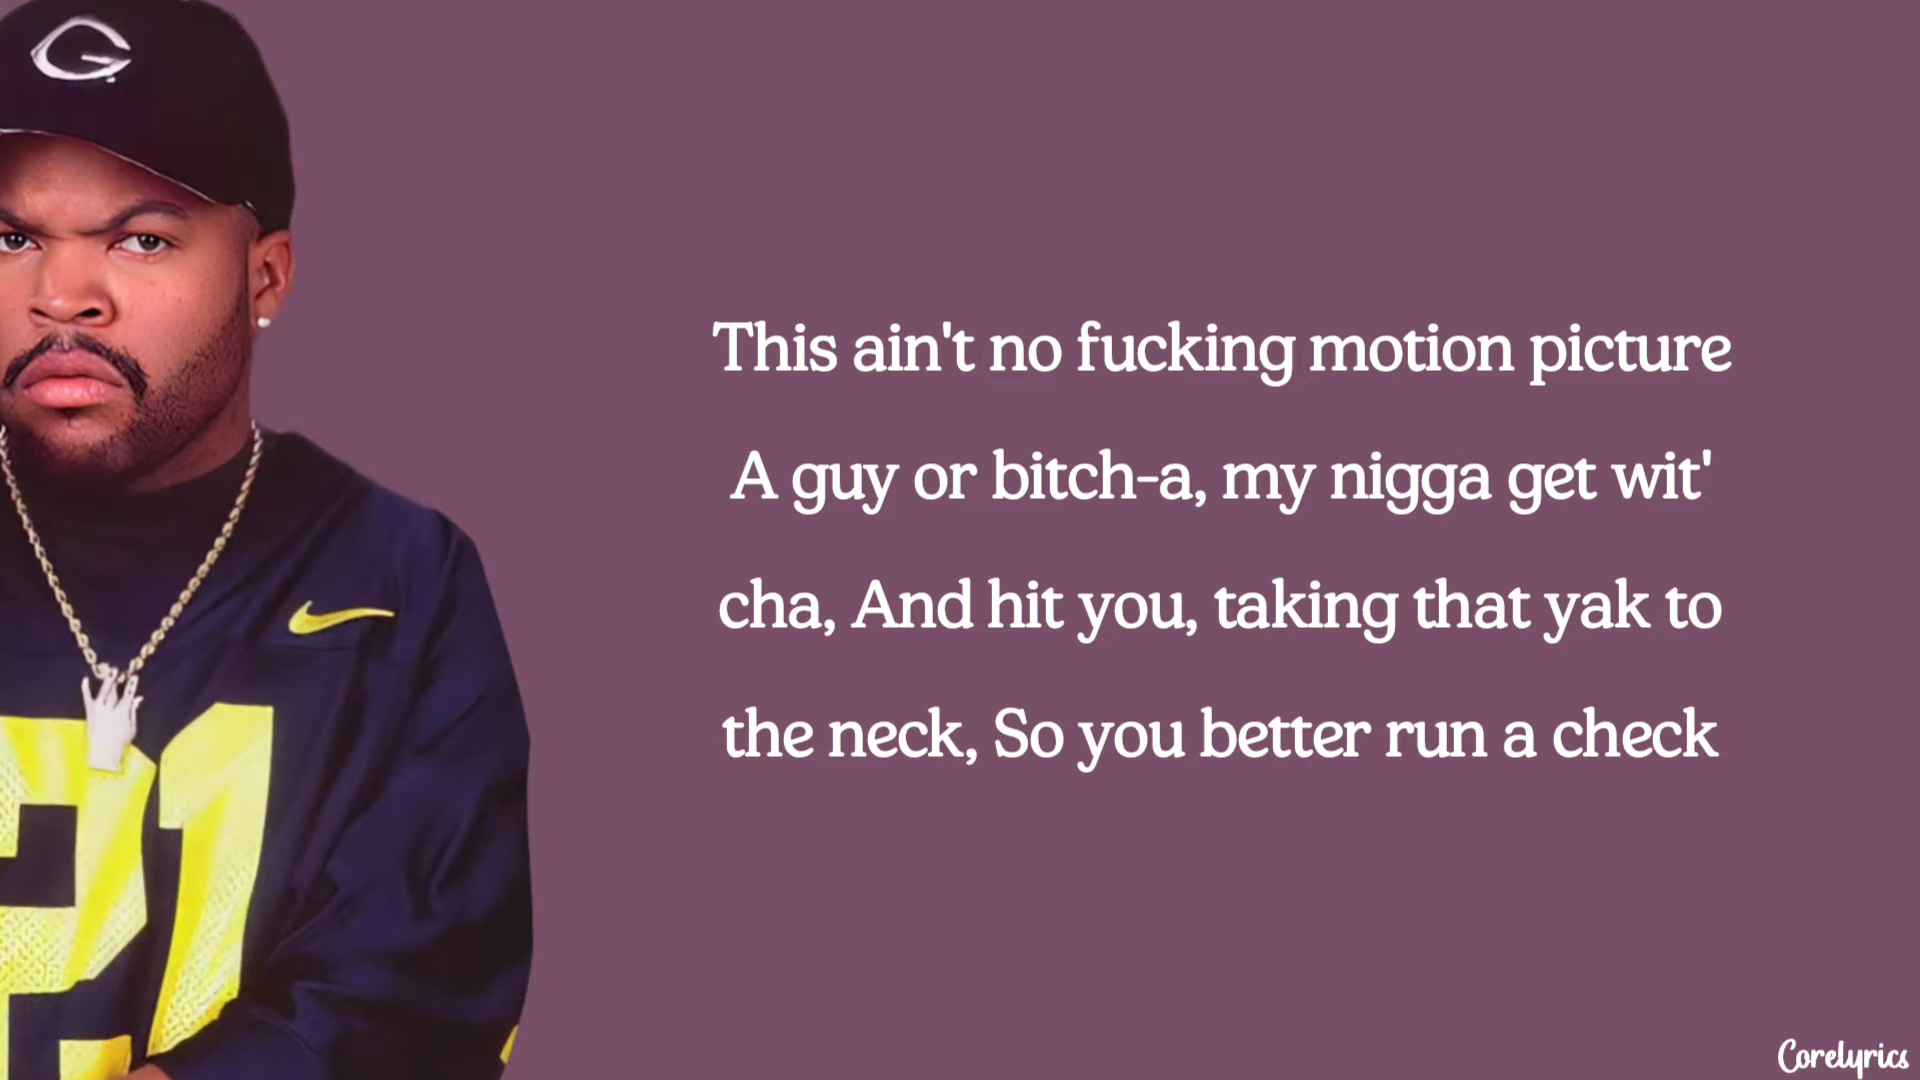 This ain't no fucking motion picture
A guy or bitch-a, my nigga get wit'
cha, And hit you, taking that yak to
the neck, So you better run a check
G
21
Corelyrics